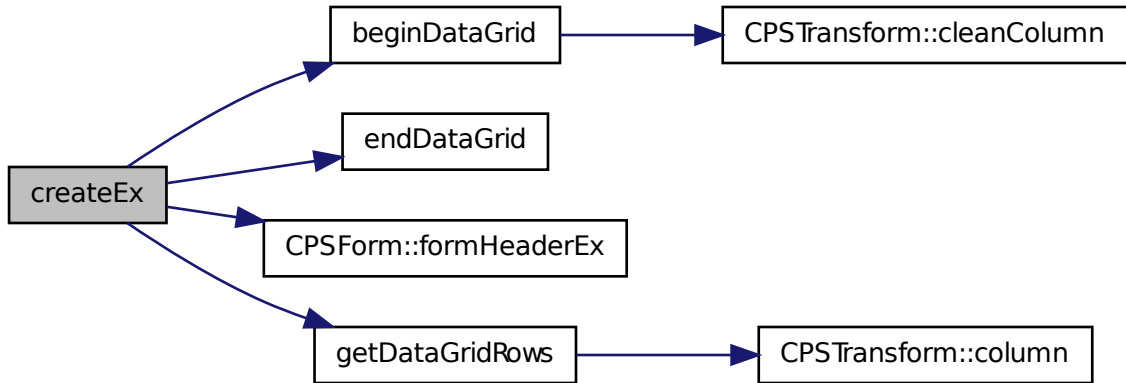 beginDataGrid
CPSTransform::cleanColumn
endDataGrid
createEx
CPSForm::formHeaderEx
getDataGridRows
CPSTransform::column